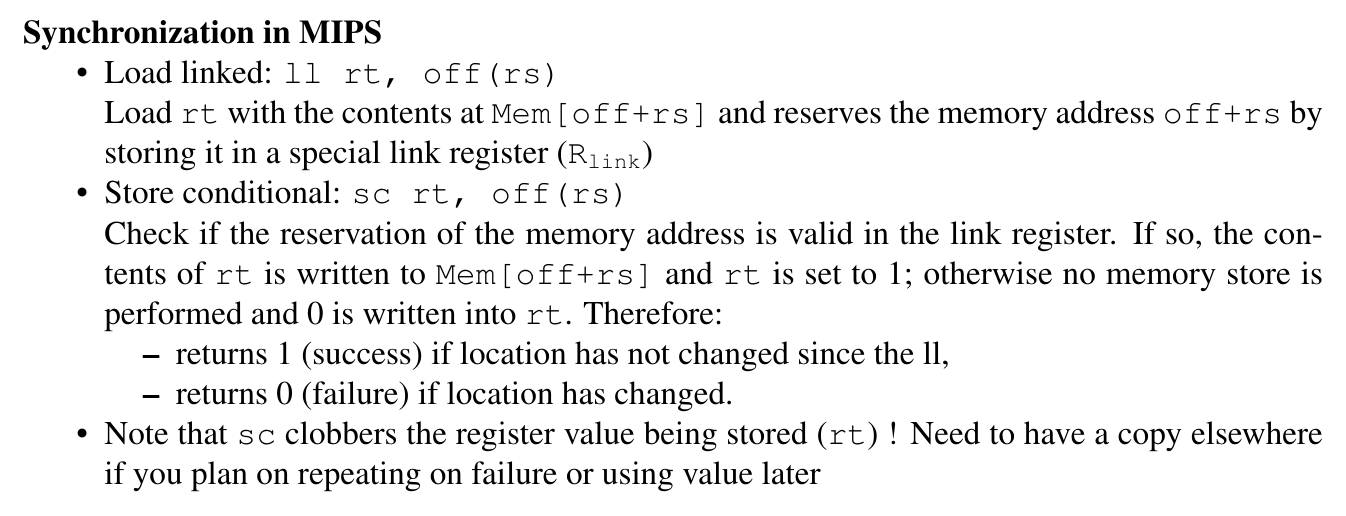 Synchronization in MIPS
• Load linked: ll rt, off(rs)
Load rt with the contents at Mem[off+rs] and reserves the memory address off+rs by
storing it in a special link register (Rlink)
• Store conditional: sc rt, off(rs)
Check if the reservation of the memory address is valid in the link register. If so, the con-
tents of rt is written to Mem[off+rs] and rt is set to 1; otherwise no memory store is
performed and 0 is written into rt. Therefore:
– returns 1 (success) if location has not changed since the ll,
– returns 0 (failure) if location has changed.
• Note that sc clobbers the register value being stored (rt) ! Need to have a copy elsewhere
if you plan on repeating on failure or using value later